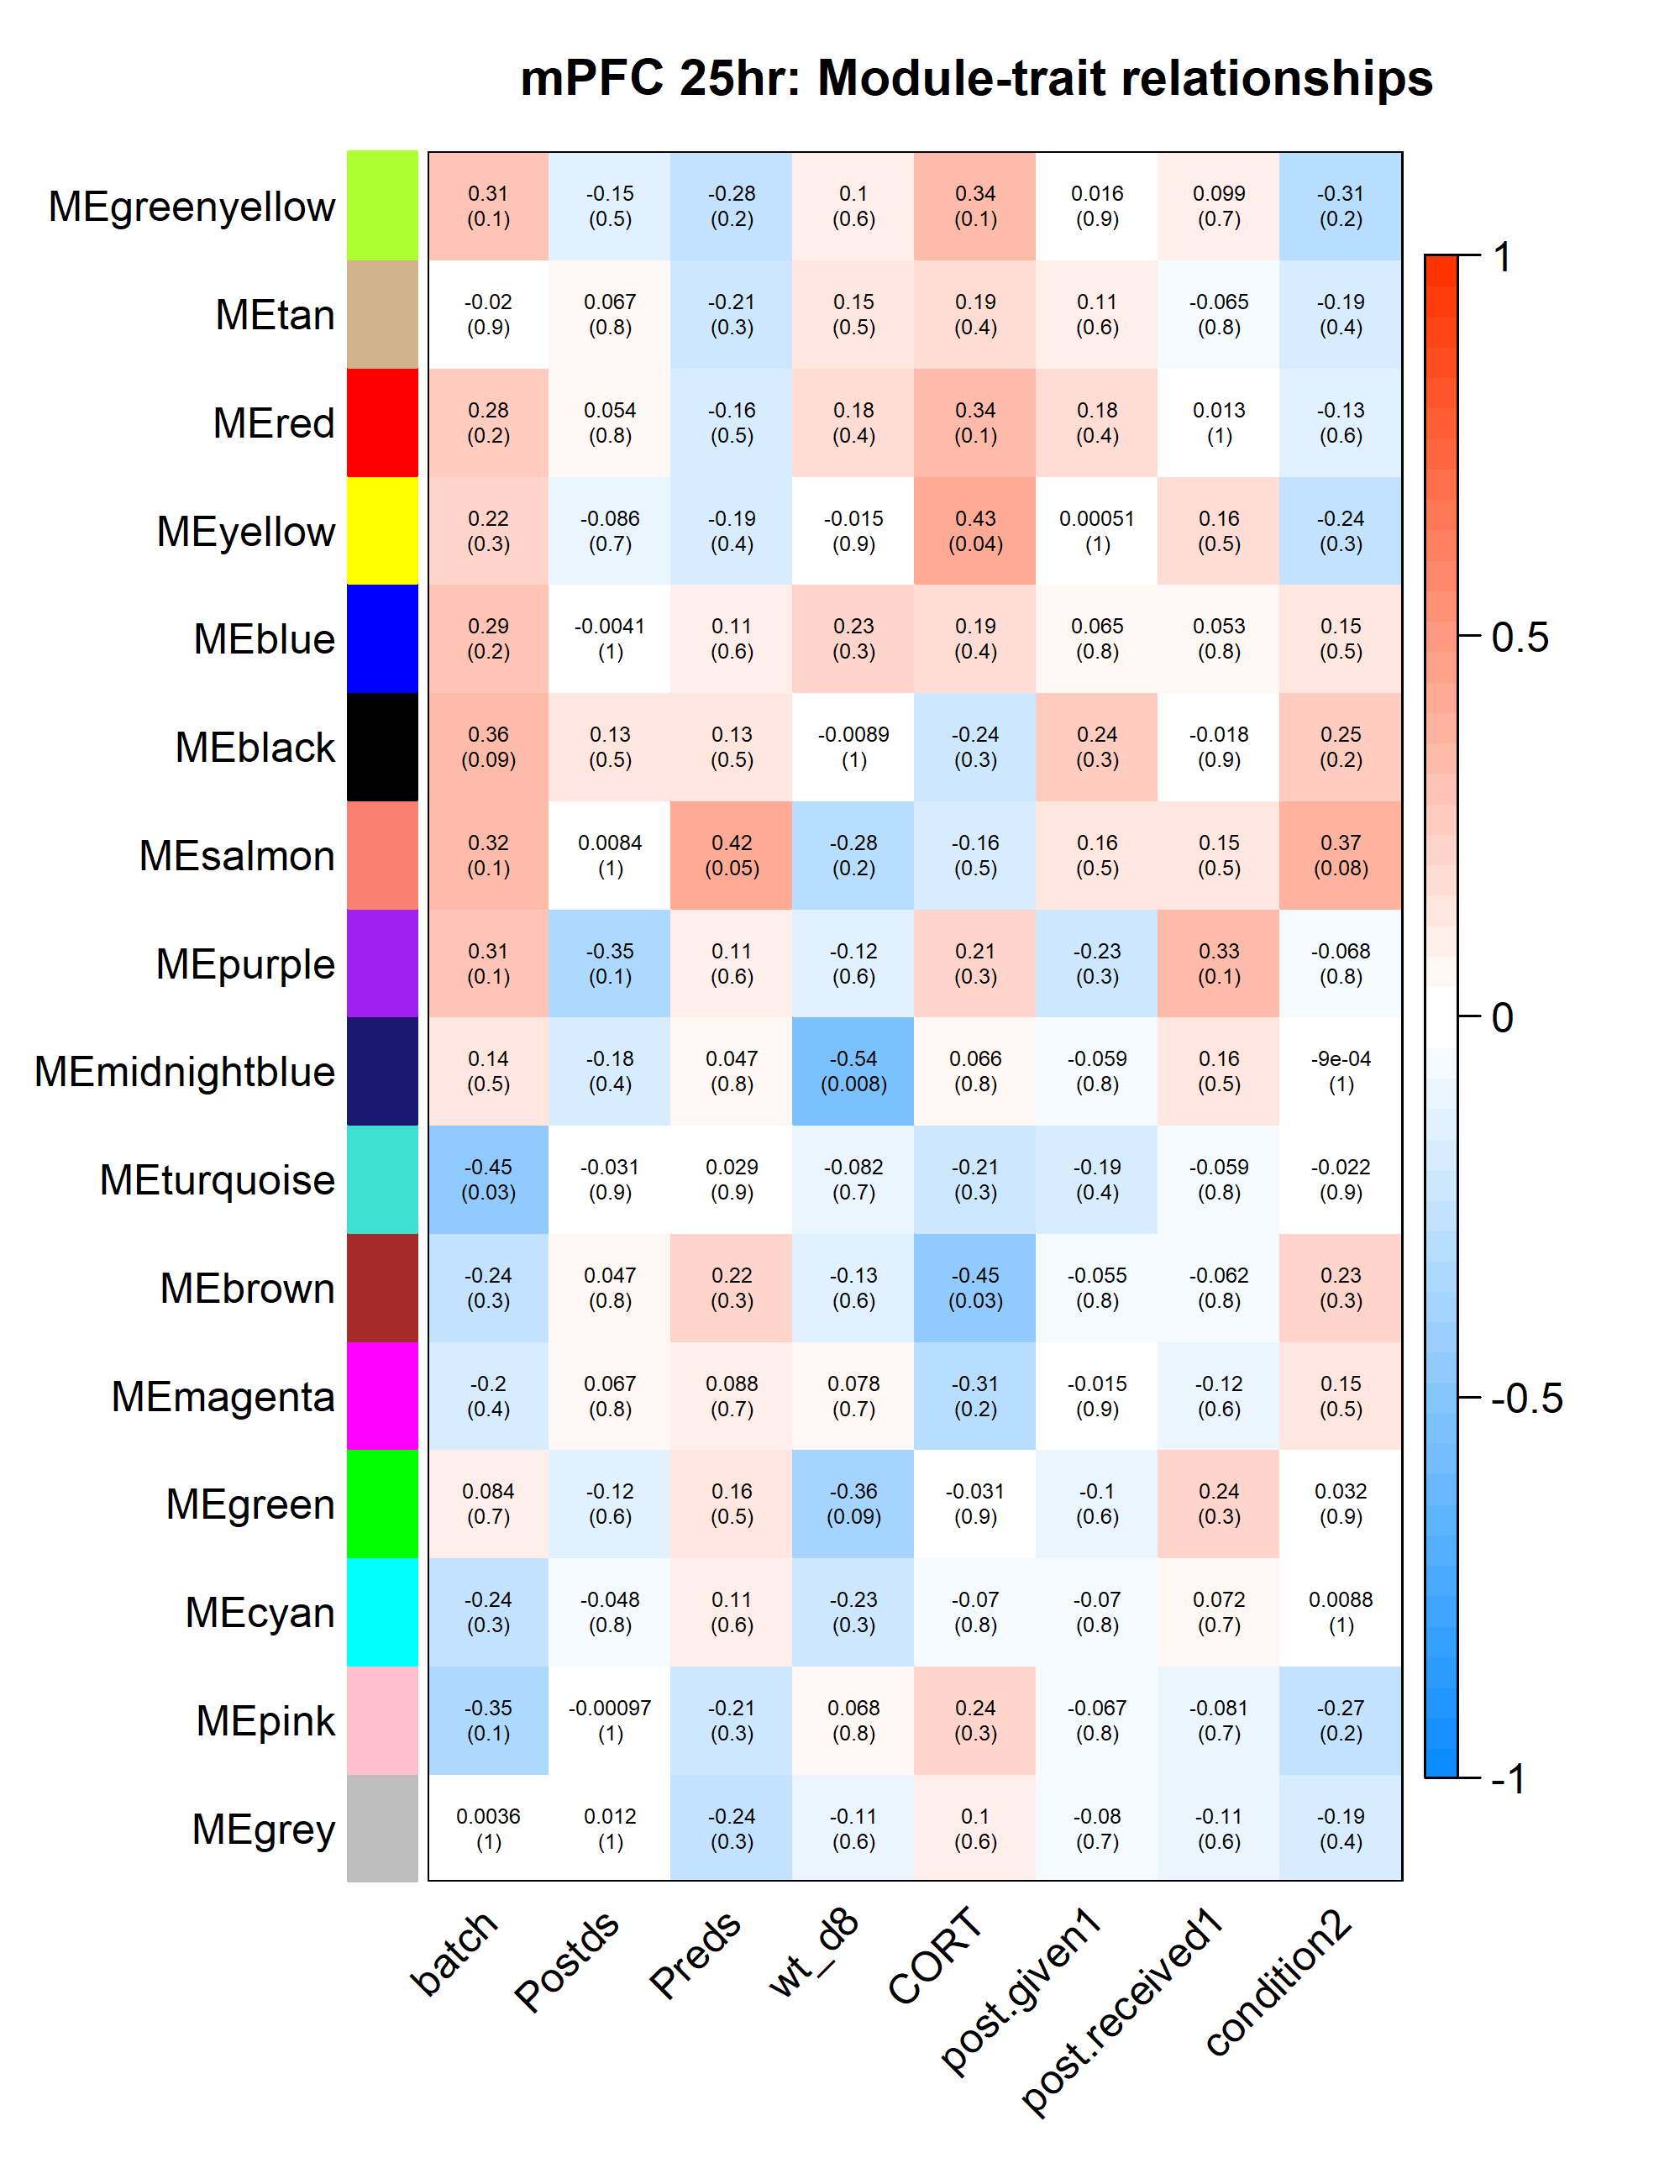 mPFC 25hr: Module-trait relationships
MEgreenyellow 0.31 -0.15 -0.28 0.1 0.34 0.016 0.099 -0.31
(0.1) (0.5) (0.2) (0.6) (0.1) (0.9) (0.7) (0.2)
MEtan -0.02 0.067 -0.21 0.15 0.19 0.11 -0.065 -0.19
(0.9) (0.8) (0.3) (0.5) (0.4) (0.6) (0.8) (0.4)
MEred 0.28 0.054 -0.16 0.18 0.34 0.18 0.013 -0.13
(0.2) (0.8) (0.5) (0.4) (0.1) (0.4) (1) (0.6)
MEyellow 0.22 -0.086 -0.19 -0.015 0.43 0.00051 0.16 -0.24
(0.3) (0.7) (0.4) (0.9) (0.04) (1) (0.5) (0.3)
MEblue 0.29 -0.0041 0.11 0.23 0.19 0.065 0.053 0.15
(0.2) (1) (0.6) (0.3) (0.4) (0.8) (0.8) (0.5)
MEblack 0.36 0.13 0.13 -0.0089 -0.24 0.24 -0.018 0.25
(0.09) (0.5) (0.5) (1) (0.3) (0.3) (0.9) (0.2)
MEsalmon 0.32 0.0084 0.42 -0.28 -0.16 0.16 0.15 0.37
(0.1) (1) (0.05) (0.2) (0.5) (0.5) (0.5) (0.08)
MEpurple 0.31 -0.35 0.11 -0.12 0.21 -0.23 0.33 -0.068
(0.1) (0.1) (0.6) (0.6) (0.3) (0.3) (0.1) (0.8)
MEmidnightblue 0.14 -0.18 0.047 -0.54 0.066 -0.059 0.16 -9e-04
(0.5) (0.4) (0.8) (0.008) (0.8) (0.8) (0.5) (1)
MEturquoise -0.45 -0.031 0.029 -0.082 -0.21 -0.19 -0.059 -0.022
(0.03) (0.9) (0.9) (0.7) (0.3) (0.4) (0.8) (0.9)
MEbrown -0.24 0.047 0.22 -0.13 -0.45 -0.055 -0.062 0.23
(0.3) (0.8) (0.3) (0.6) (0.03) (0.8) (0.8) (0.3)
MEmagenta -0.2 0.067 0.088 0.078 -0.31 -0.015 -0.12 0.15
(0.4) (0.8) (0.7) (0.7) (0.2) (0.9) (0.6) (0.5)
MEgreen 0.084 -0.12 0.16 -0.36 -0.031 -0.1 0.24 0.032
(0.7) (0.6) (0.5) (0.09) (0.9) (0.6) (0.3) (0.9)
MEcyan -0.24 -0.048 0.11 -0.23 -0.07 -0.07 0.072 0.0088
(0.3) (0.8) (0.6) (0.3) (0.8) (0.8) (0.7) (1)
MEpink -0.35 -0.00097 -0.21 0.068 0.24 -0.067 -0.081 -0.27
(0.1) (1) (0.3) (0.8) (0.3) (0.8) (0.7) (0.2)
MEgrey 0.0036 0.012 -0.24 -0.11 0.1 -0.08 -0.11 -0.19
(1) (1) (0.3) (0.6) (0.6) (0.7) (0.6) (0.4)
batch Postds Preds wt_d8 CORT post.given1 post.received1 condition2
1
0.5
0
-0.5
-1